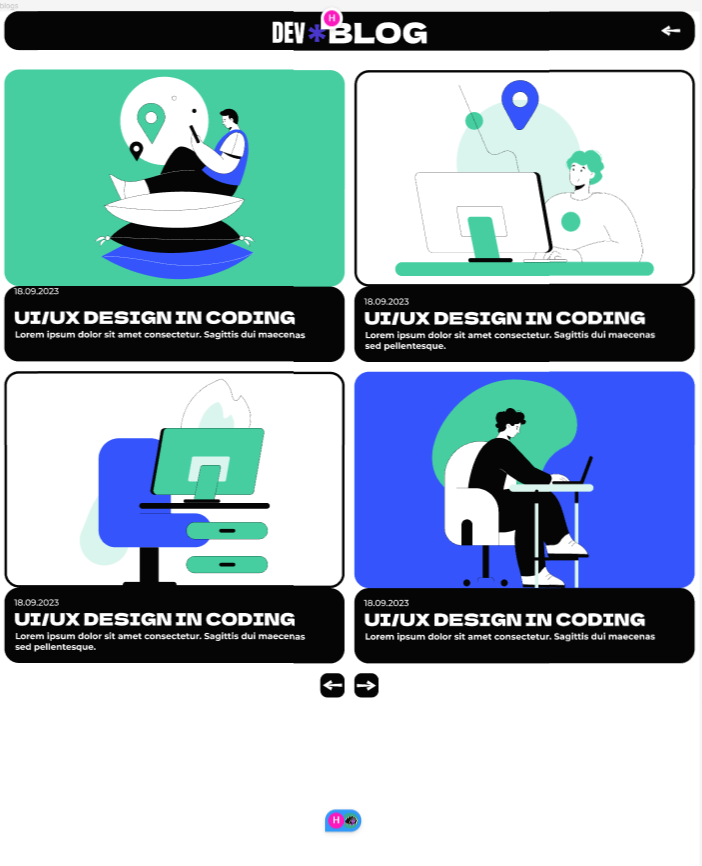 blogs
DEV*BLOG
H
18.09.2023
UI/UX DESIGN IN CODING
Lorem ipsum dolor sit amet consectetur. Sagittis dui maecenas
18.09.2023
UI/UX DESIGN IN CODING
Lorem ipsum dolor sit amet consectetur. Sagittis dui maecenas
sed pellentesque.
18.09.2023
UI/UX DESIGN IN CODING
Lorem ipsum dolor sit amet consectetur. Sagittis dui maecenas
sed pellentesque.
18.09.2023
UI/UX DESIGN IN CODING
Lorem ipsum dolor sit amet consectetur. Sagittis dui maecenas
H